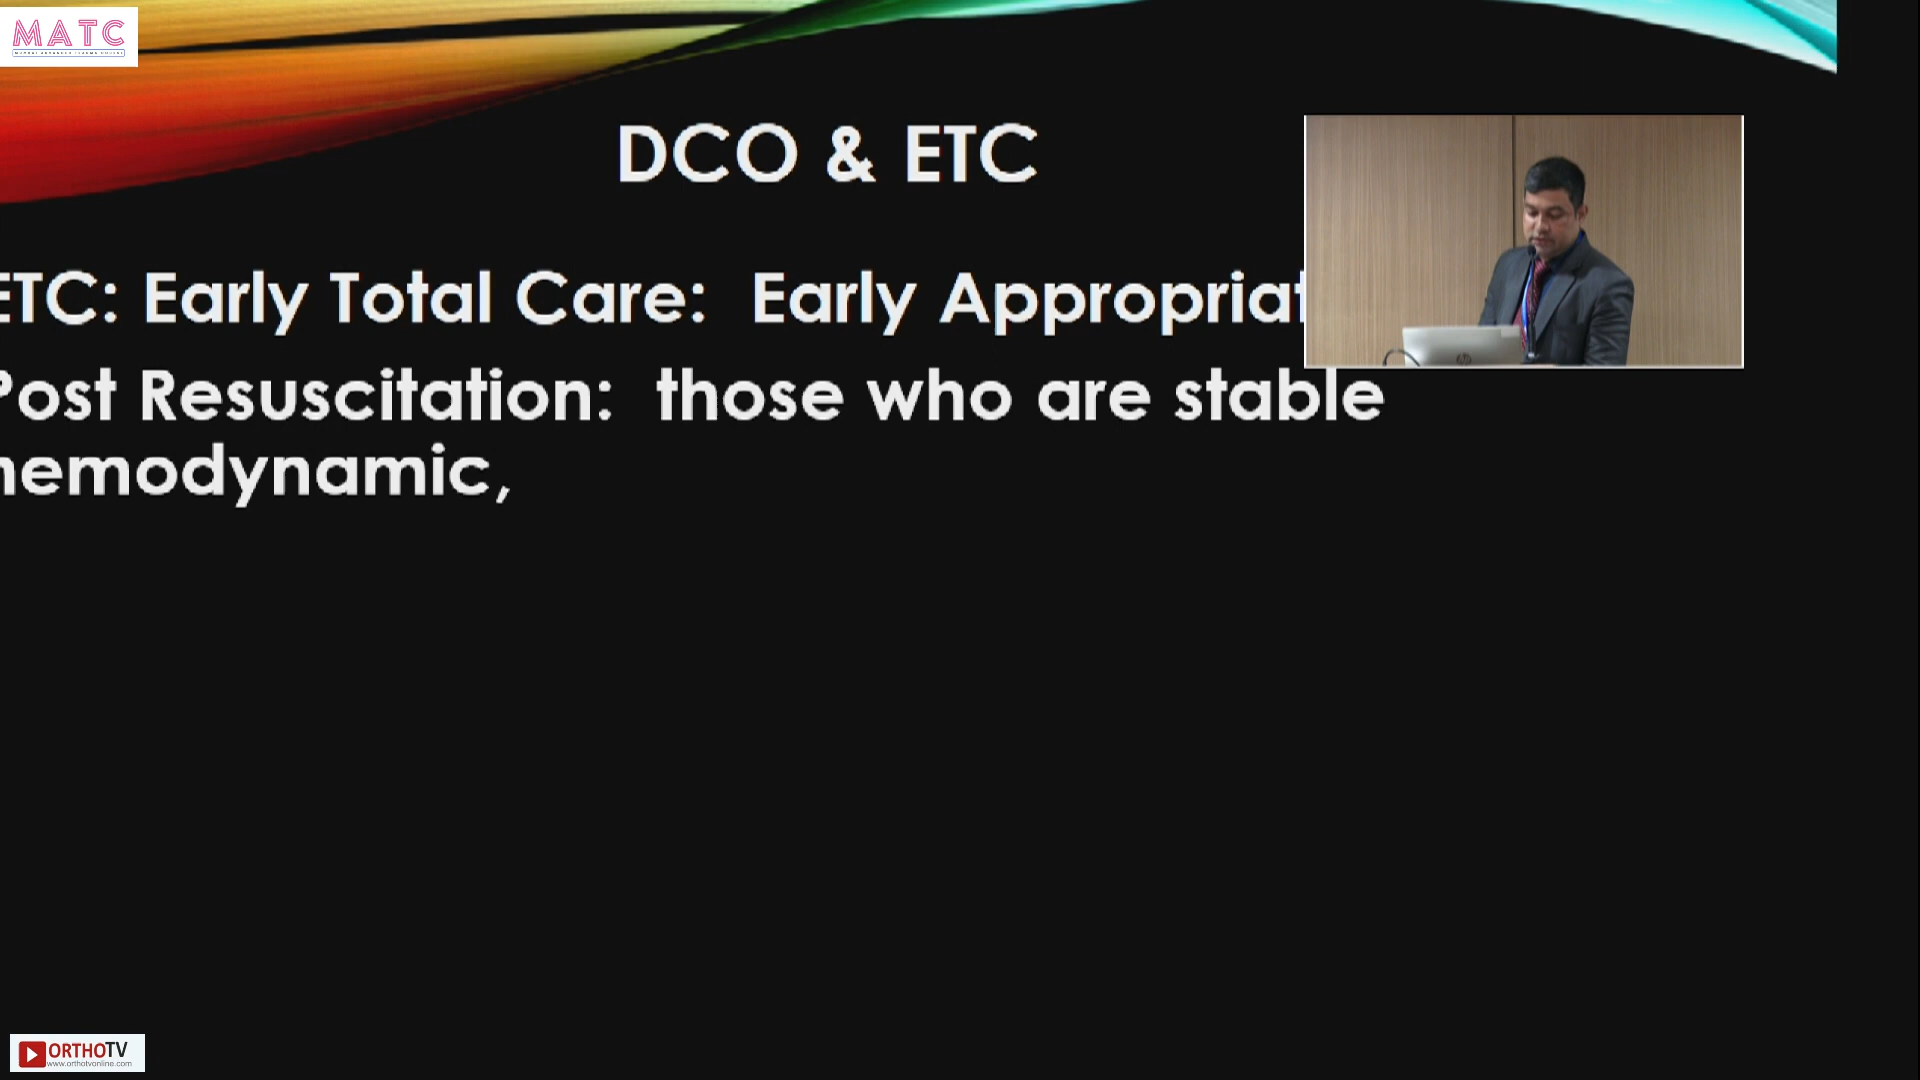 MATC
DCO & ETC
ETC: Early Total Care: Early Appropriat
Post Resuscitation: those who are stable
hemodynamic,
ORTHOTV
www.orthotvonline.com